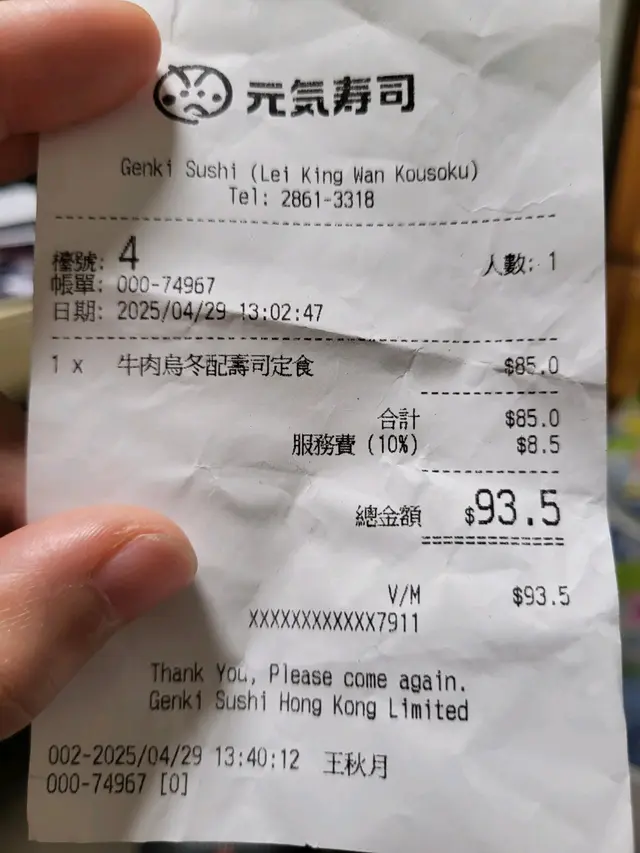 元気寿司
Genki Sushi (Lei King Wan Kousoku)
Tel: 2861-3318
檯號: 4 人數: 1
帳單: 000-74967
日期: 2025/04/29 13:02:47
1 x 牛肉烏冬配壽司定食 $85.0
合計 $85.0
服務費 (10%) $8.5
總金額 $93.5
V/M $93.5
XXXXXXXXXXXX7911
Thank You, Please come again.
Genki Sushi Hong Kong Limited
002-2025/04/29 13:40:12 王秋月
000-74967 [0]